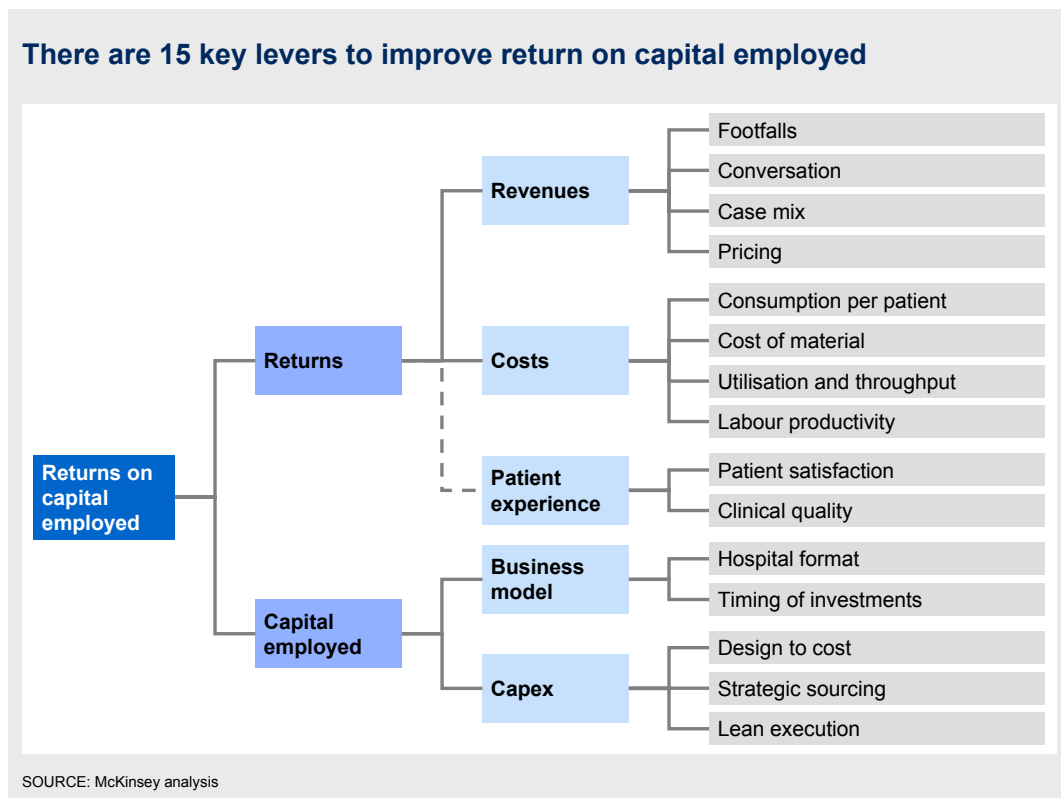 There are 15 key levers to improve return on capital employed
Returns on
capital
employed
Returns
Capital
employed
Revenues
Costs
Patient
experience
Business
model
Capex
Footfalls
Conversation
Case mix
Pricing
Consumption per patient
Cost of material
Utilisation and throughput
Labour productivity
Patient satisfaction
Clinical quality
Hospital format
Timing of investments
Design to cost
Strategic sourcing
Lean execution
SOURCE: McKinsey analysis